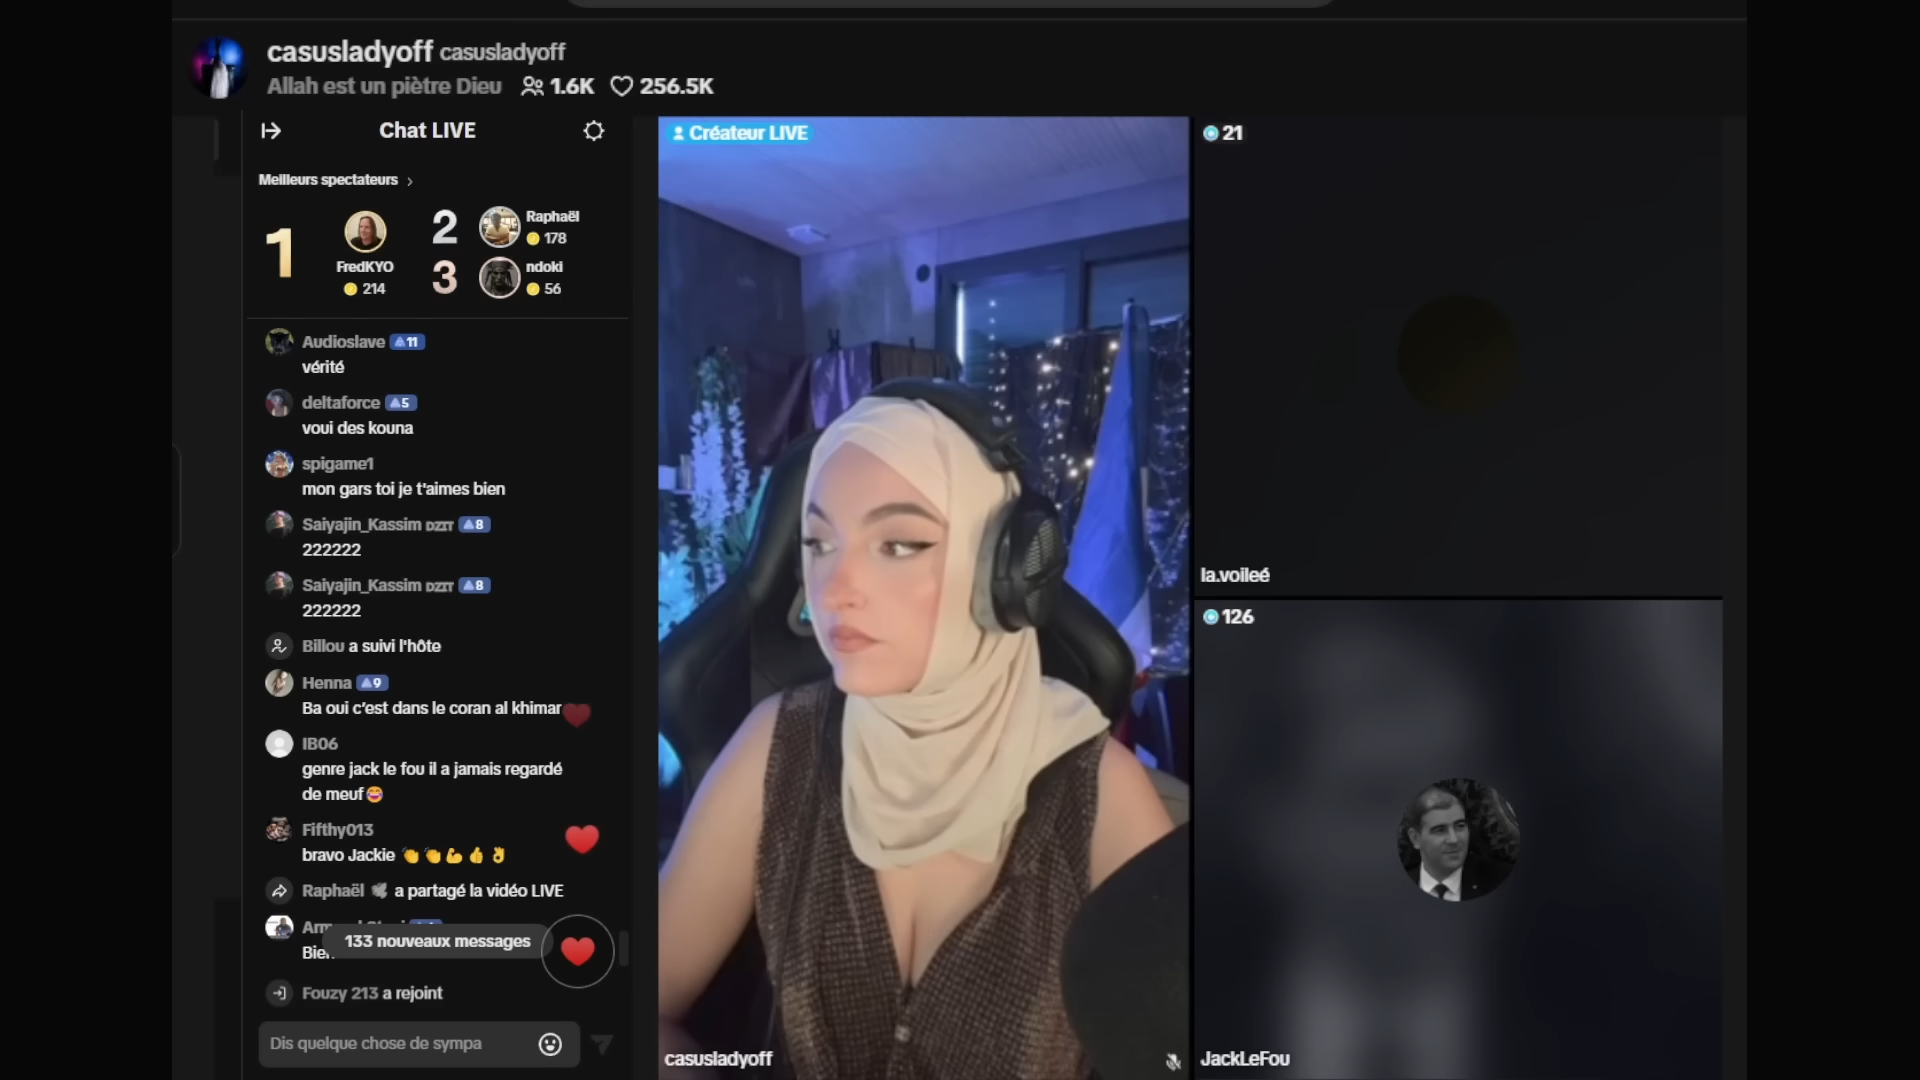 casusladyoff casusladyoff
Allah est un piètre Dieu 1.6K 256.5K
Chat LIVE
Meilleurs spectateurs
1
FredKYO
214
2
Raphaël
178
3
ndoki
56
Audioslave 11
vérité
deltaforce 5
voui des kouna
spigame1
mon gars toi je t'aimes bien
Saiyajin_Kassim DZIT 8
222222
Saiyajin_Kassim DZIT 8
222222
Billou a suivi l'hôte
Henna 9
Ba oui c'est dans le coran al khimar
IB06
genre jack le fou il a jamais regardé
de meuf😂
Fifthy013
bravo Jackie 👏👏💪👍👌
Raphaël 🕊 a partagé la vidéo LIVE
133 nouveaux messages
Fouzy 213 a rejoint
Dis quelque chose de sympa
Créateur LIVE
casusladyoff
21
la.voileé
126
JackLeFou